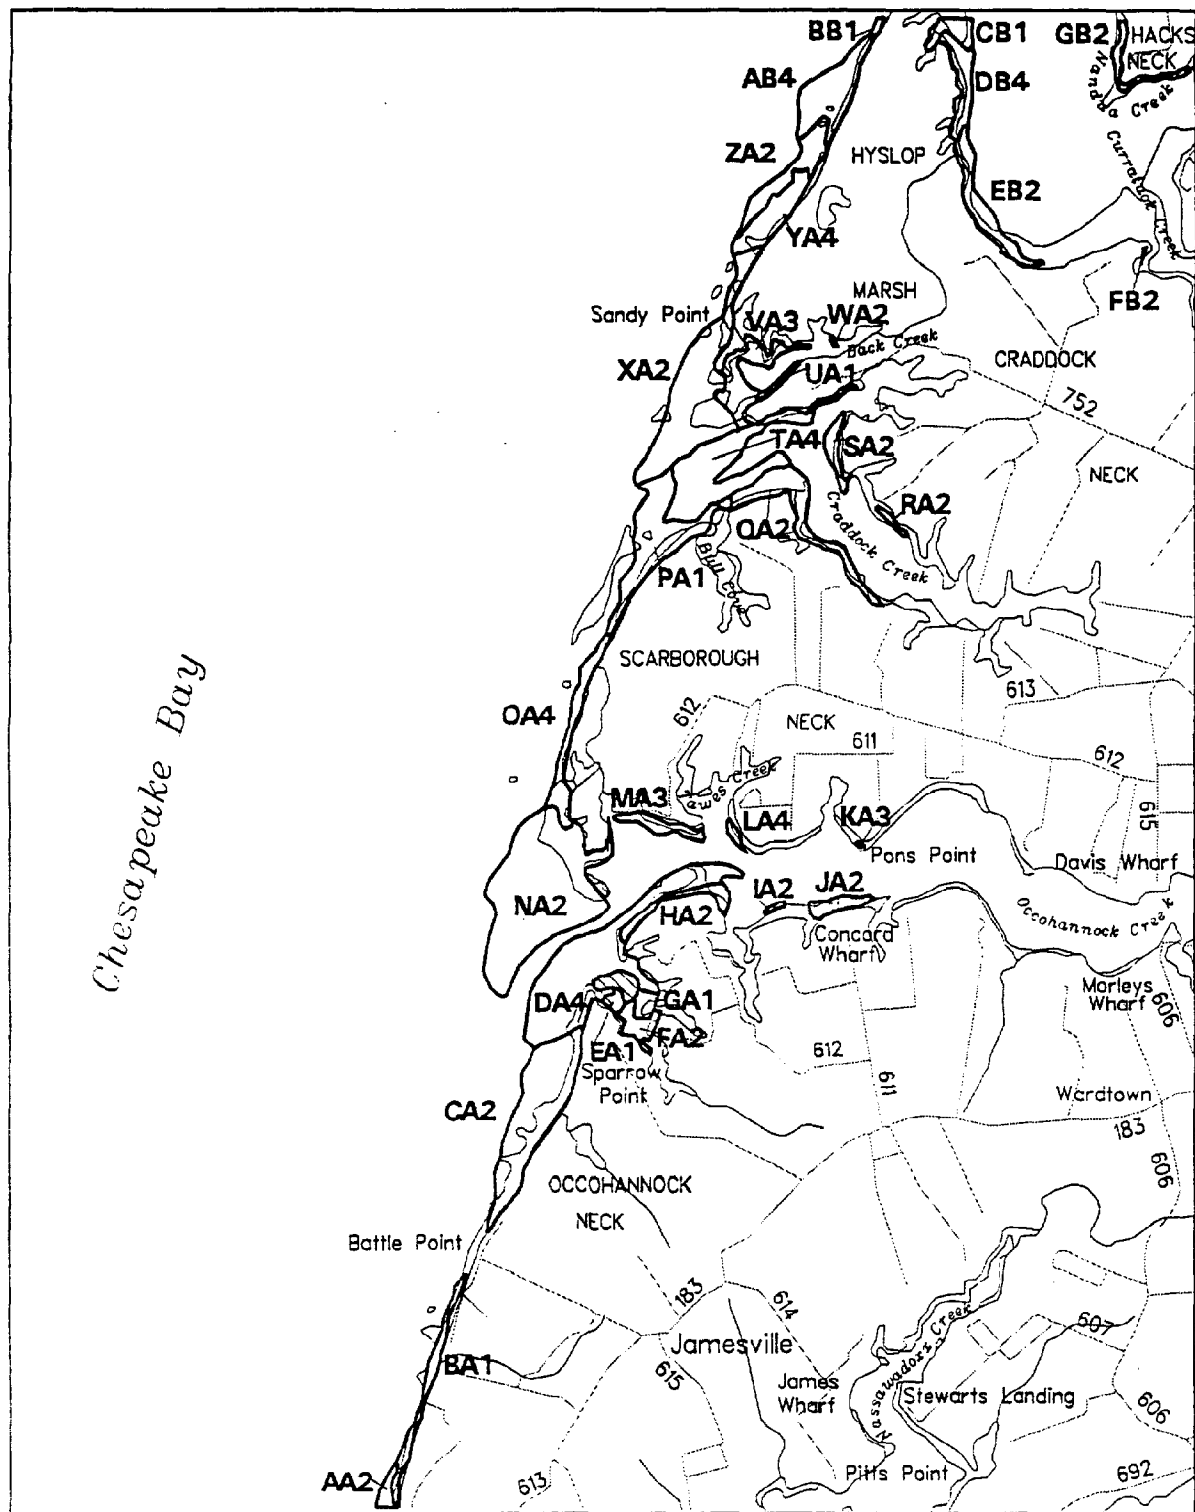 BB1
CB1
GB2
HACKS
NECK
Nandua Creek
AB4
DB4
ZA2
HYSLOP
Curratuck Creek
EB2
YA4
MARSH
FB2
Sandy Point
VA3
WA2
Back Creek
CRADDOCK
XA2
UA1
752
TA4
SA2
NECK
RA2
OA2
Craddock Creek
PA1
Bull Cove
SCARBOROUGH
613
Chesapeake Bay
OA4
612
NECK
611
612
MA3
LA4
KA3
615
Pons Point
Davis Wharf
NA2
HA2
IA2
JA2
Occohannock Creek
Concord
Wharf
Morleys
Wharf
606
DA4
GA1
FA2
EA1
612
Sparrow
Point
611
CA2
Wardtown
183
606
OCCOHANNOCK
NECK
Battle Point
183
614
Nassawadoss Creek
607
Jamesville
BA1
615
James
Wharf
Stewarts Landing
606
AA2
613
Pitts Point
692